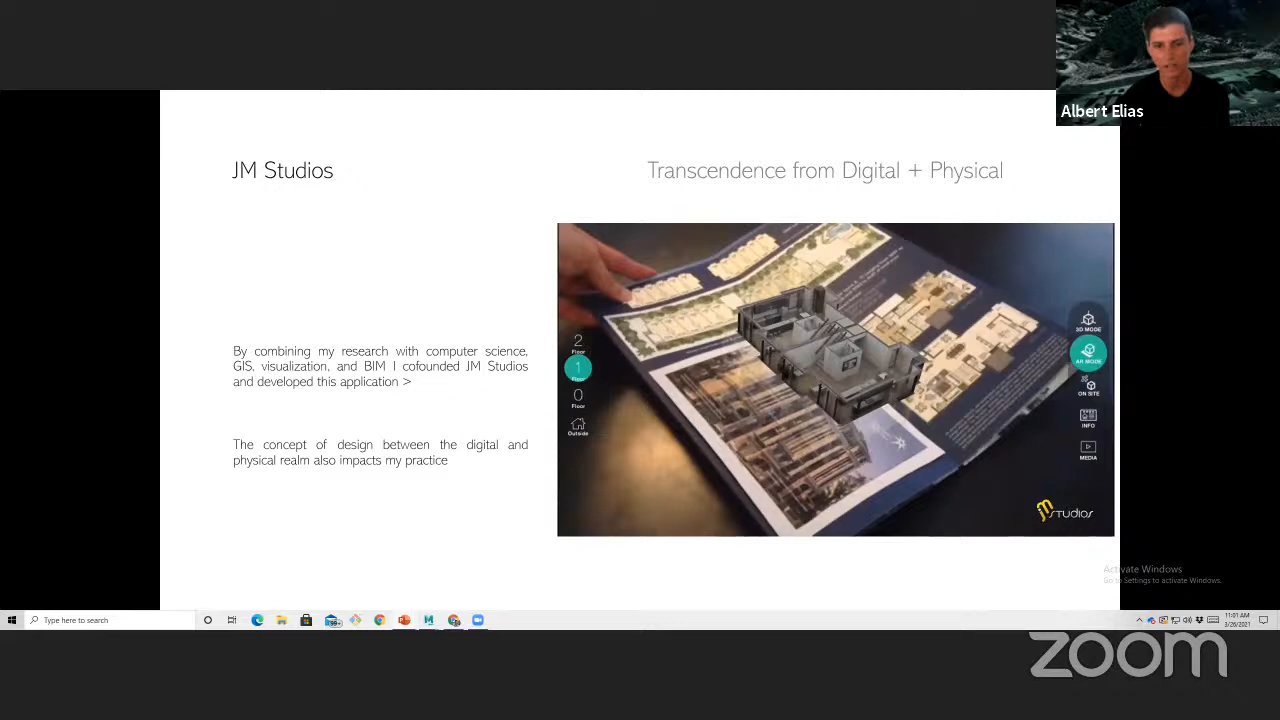 Albert Elias
JM Studios
Transcendence from Digital + Physical
By combining my research with computer science,
GIS, visualization, and BIM I cofounded JM Studios
and developed this application >
The concept of design between the digital and
physical realm also impacts my practice
2
Floor
1
Floor
0
Floor
Outside
3D MODE
AR MODE
ON SITE
INFO
MEDIA
JM STUDIOS
Activate Windows
Go to Settings to activate Windows.
Type here to search
11:01 AM
3/26/2021
zoom